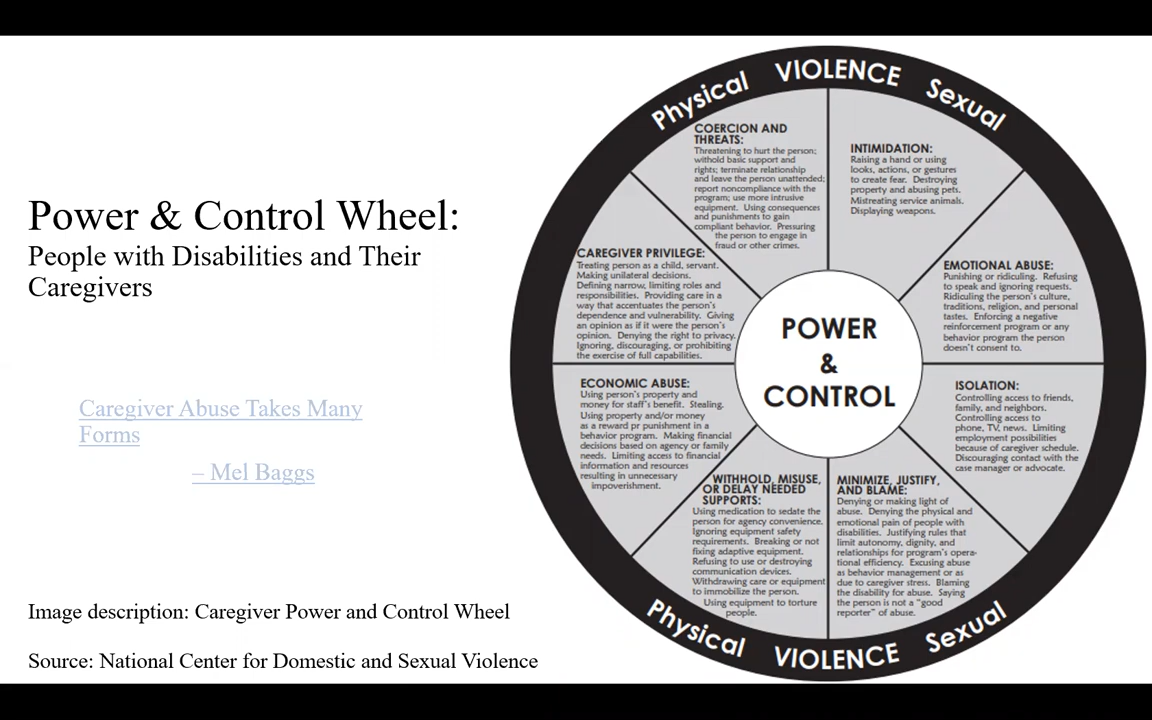 Power & Control Wheel:
People with Disabilities and Their
Caregivers
Caregiver Abuse Takes Many
Forms
– Mel Baggs
Image description: Caregiver Power and Control Wheel
Source: National Center for Domestic and Sexual Violence
Physical VIOLENCE Sexual
COERCION AND
THREATS:
Threatening to hurt the person;
withold basic support and
rights; terminate relationship
and leave the person unattended;
report noncompliance with the
program; use more intrusive
equipment. Using consequences
and punishments to gain
compliant behavior. Pressuring
the person to engage in
fraud or other crimes.
INTIMIDATION:
Raising a hand or using
looks, actions, or gestures
to create fear. Destroying
property and abusing pets.
Mistreating service animals.
Displaying weapons.
CAREGIVER PRIVILEGE:
Treating person as a child, servant.
Making unilateral decisions.
Defining narrow, limiting roles and
responsibilities. Providing care in a
way that accentuates the person's
dependence and vulnerability. Giving
an opinion as if it were the person's
opinion. Denying the right to privacy.
Ignoring, discouraging, or prohibiting
the exercise of full capabilities.
EMOTIONAL ABUSE:
Punishing or ridiculing. Refusing
to speak and ignoring requests.
Ridiculing the person's culture,
traditions, religion, and personal
tastes. Enforcing a negative
reinforcement program or any
behavior program the person
doesn't consent to.
POWER
&
CONTROL
ECONOMIC ABUSE:
Using person's property and
money for staff's benefit. Stealing.
Using property and/or money
as a reward pr punishment in a
behavior program. Making financial
decisions based on agency or family
needs. Limiting access to financial
information and resources
resulting in unnecessary
impoverishment.
ISOLATION:
Controlling access to friends,
family, and neighbors.
Controlling access to
phone, TV, news. Limiting
employment possibilities
because of caregiver schedule.
Discouraging contact with the
case manager or advocate.
WITHHOLD, MISUSE,
OR DELAY NEEDED
SUPPORTS:
Using medication to sedate the
person for agency convenience.
Ignoring equipment safety
requirements. Breaking or not
fixing adaptive equipment.
Refusing to use or destroying
communication devices.
Withdrawing care or equipment
to immobilize the person.
Using equipment to torture
people.
MINIMIZE, JUSTIFY,
AND BLAME:
Denying or making light of
abuse. Denying the physical and
emotional pain of people with
disabilities. Justifying rules that
limit autonomy, dignity, and
relationships for program's opera-
tional efficiency. Excusing abuse
as behavior management or as
due to caregiver stress. Blaming
the disability for abuse. Saying
the person is not a "good
reporter" of abuse.
Physical VIOLENCE Sexual